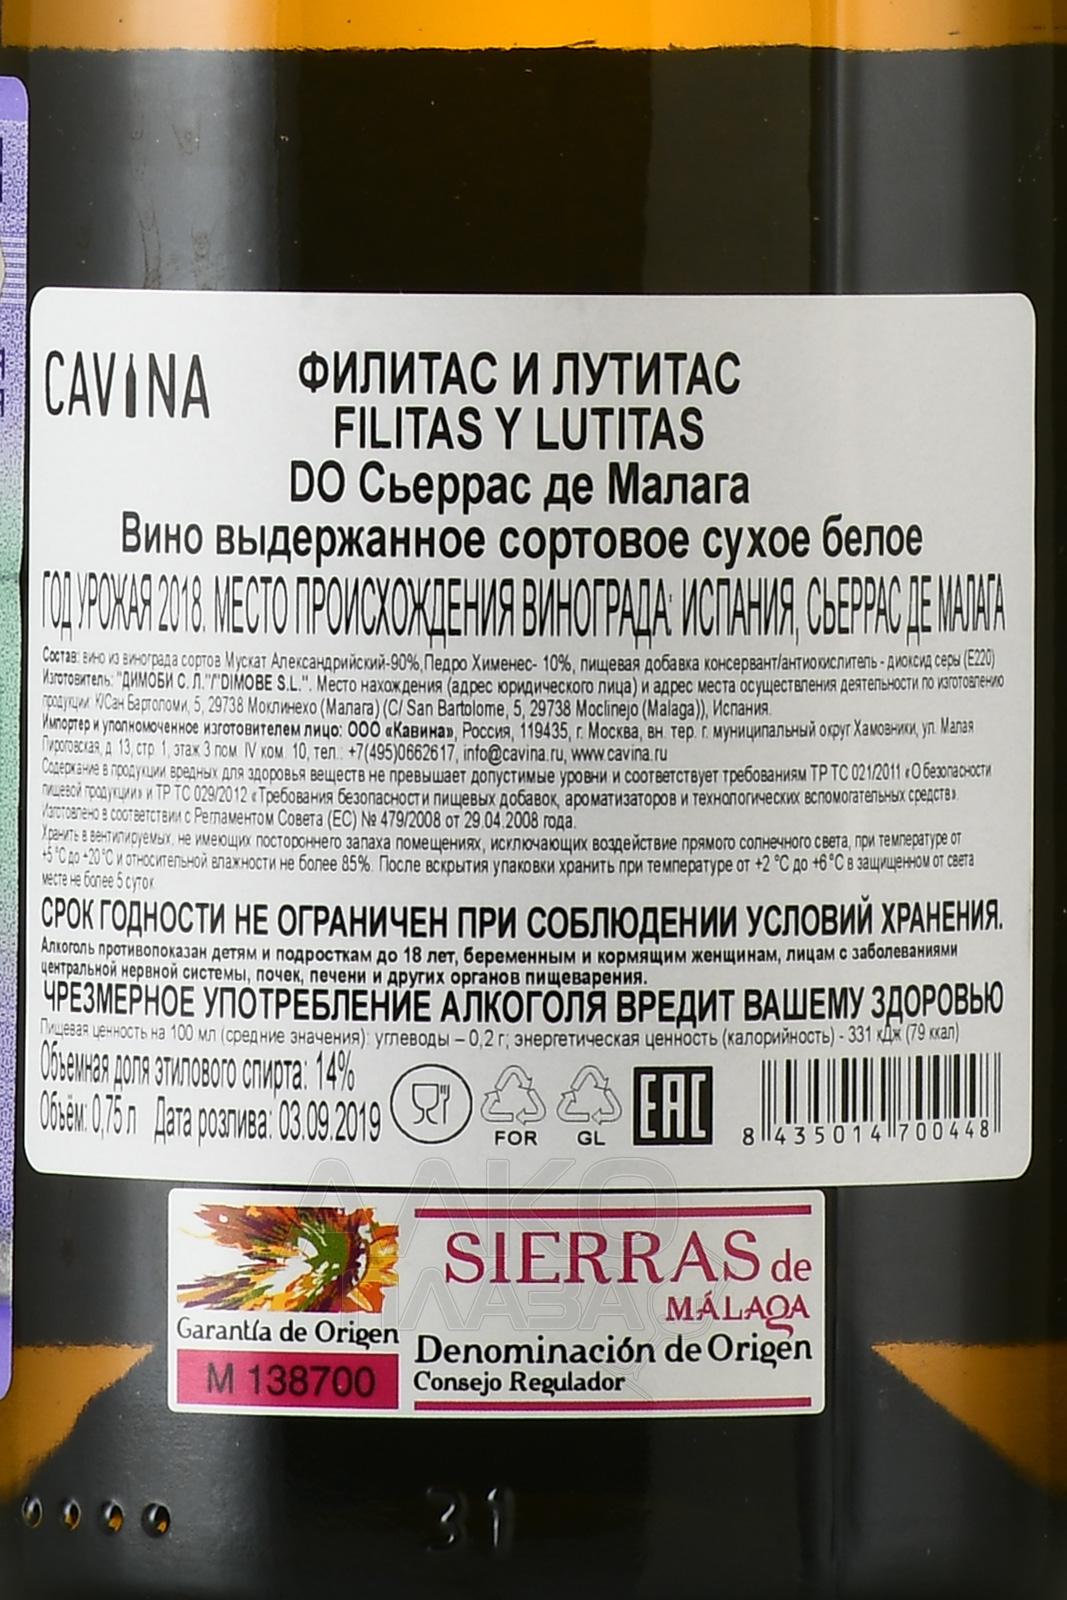 CAVINA
ФИЛИТАС И ЛУТИТАС
FILITAS Y LUTITAS
DO Сьеррас де Малага
Вино выдержанное сортовое сухое белое
ГОД УРОЖАЯ 2018. МЕСТО ПРОИСХОЖДЕНИЯ ВИНОГРАДА: ИСПАНИЯ, СЬЕРРАС ДЕ МАЛАГА
Состав: вино из винограда сортов Мускат Александрийский-90%,Педро Хименес- 10%, пищевая добавка консервант/антиокислитель - диоксид серы (Е220)
Изготовитель: "ДИМОБИ С. Л."/"DIMOBE S.L.". Место нахождения (адрес юридического лица) и адрес места осуществления деятельности по изготовлению
продукции: К/Сан Бартоломи, 5, 29738 Моклинехо (Малага) (C/ San Bartolome, 5, 29738 Moclinejo (Malaga)), Испания.
Импортер и уполномоченное изготовителем лицо: ООО «Кавина», Россия, 119435, г. Москва, вн. тер. г. муниципальный округ Хамовники, ул. Малая
Пироговская, д. 13, стр. 1, этаж 3 пом. IV ком. 10, тел.: +7(495)0662617, info@cavina.ru, www.cavina.ru
Содержание в продукции вредных для здоровья веществ не превышает допустимые уровни и соответствует требованиям ТР ТС 021/2011 «О безопасности
пищевой продукции» и ТР ТС 029/2012 «Требования безопасности пищевых добавок, ароматизаторов и технологических вспомогательных средств».
Изготовлено в соответствии с Регламентом Совета (ЕС) № 479/2008 от 29.04.2008 года.
Хранить в вентилируемых, не имеющих постороннего запаха помещениях, исключающих воздействие прямого солнечного света, при температуре от
+5 °С до +20 °С и относительной влажности не более 85%. После вскрытия упаковки хранить при температуре от +2 °С до +6 °С в защищенном от света
месте не более 5 суток.
СРОК ГОДНОСТИ НЕ ОГРАНИЧЕН ПРИ СОБЛЮДЕНИИ УСЛОВИЙ ХРАНЕНИЯ.
Алкоголь противопоказан детям и подросткам до 18 лет, беременным и кормящим женщинам, лицам с заболеваниями
центральной нервной системы, почек, печени и других органов пищеварения.
ЧРЕЗМЕРНОЕ УПОТРЕБЛЕНИЕ АЛКОГОЛЯ ВРЕДИТ ВАШЕМУ ЗДОРОВЬЮ
Пищевая ценность на 100 мл (средние значения): углеводы – 0,2 г; энергетическая ценность (калорийность) - 331 кДж (79 ккал)
Объемная доля этилового спирта: 14%
Объём: 0,75 л Дата розлива: 03.09.2019
FOR GL EAC
8 435014 700448
АЛКО
ПЛАЗА
Garantía de Origen
M 138700
SIERRAS de
MÁLAGA
Denominación de Origen
Consejo Regulador
31